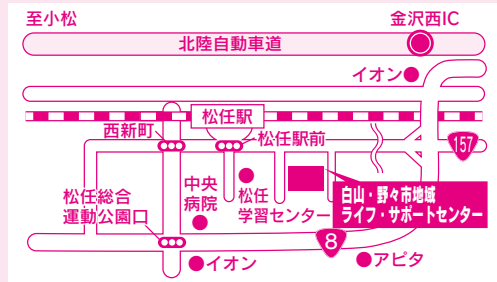 至小松
金沢西IC
北陸自動車道
イオン
松任駅
西新町
松任駅前
157
中央
病院
松任
学習センター
白山・野々市地域
ライフ・サポートセンター
松任総合
運動公園口
8
イオン
アピタ